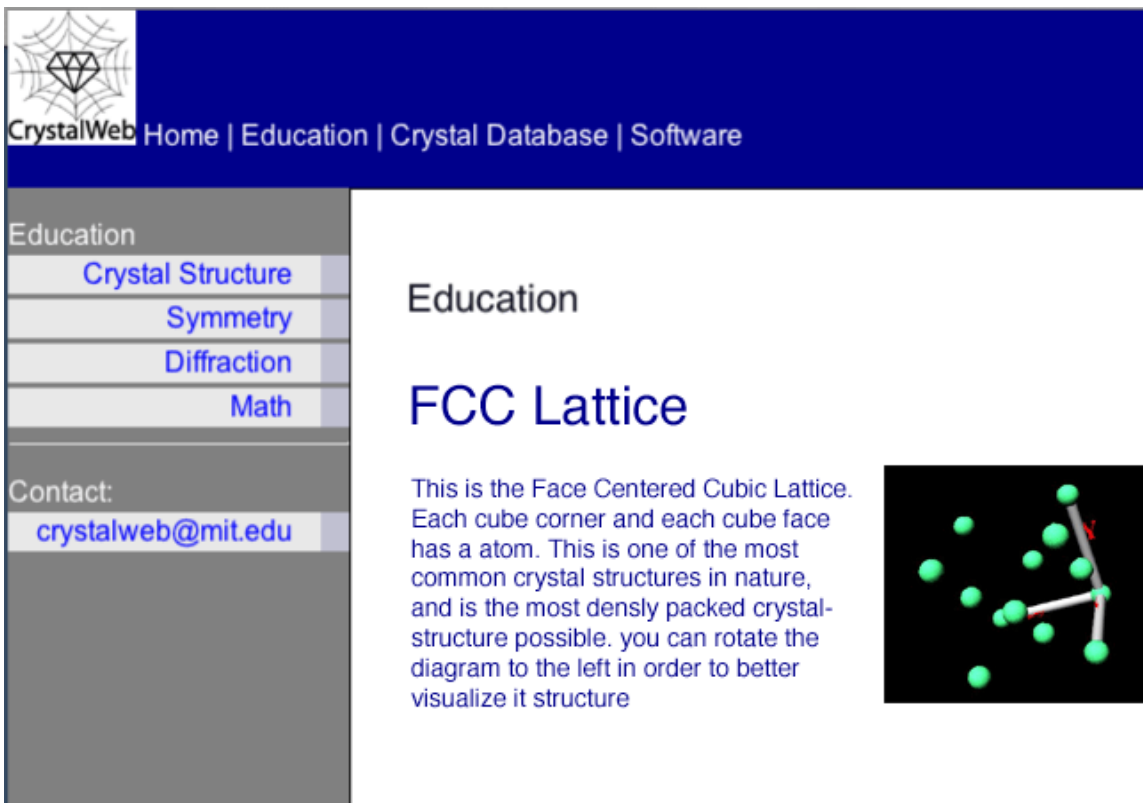 CrystalWeb
Home | Education | Crystal Database | Software
Education
Crystal Structure
Symmetry
Diffraction
Math
Contact:
crystalweb@mit.edu
Education
FCC Lattice
This is the Face Centered Cubic Lattice.
Each cube corner and each cube face
has a atom. This is one of the most
common crystal structures in nature,
and is the most densly packed crystal-
structure possible. you can rotate the
diagram to the left in order to better
visualize it structure
Y